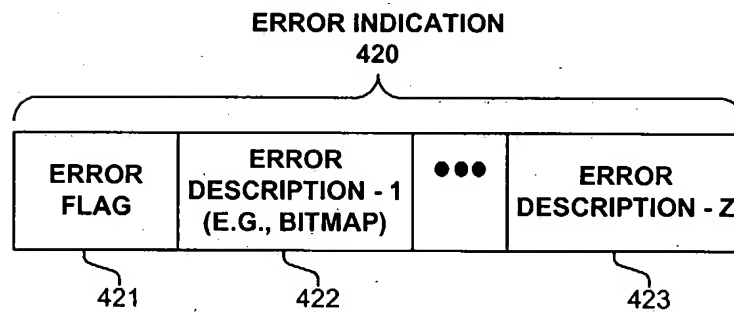 ERROR INDICATION
420
ERROR
FLAG
ERROR
DESCRIPTION - 1
(E.G., BITMAP)
●●●
ERROR
DESCRIPTION - Z
421
422
423